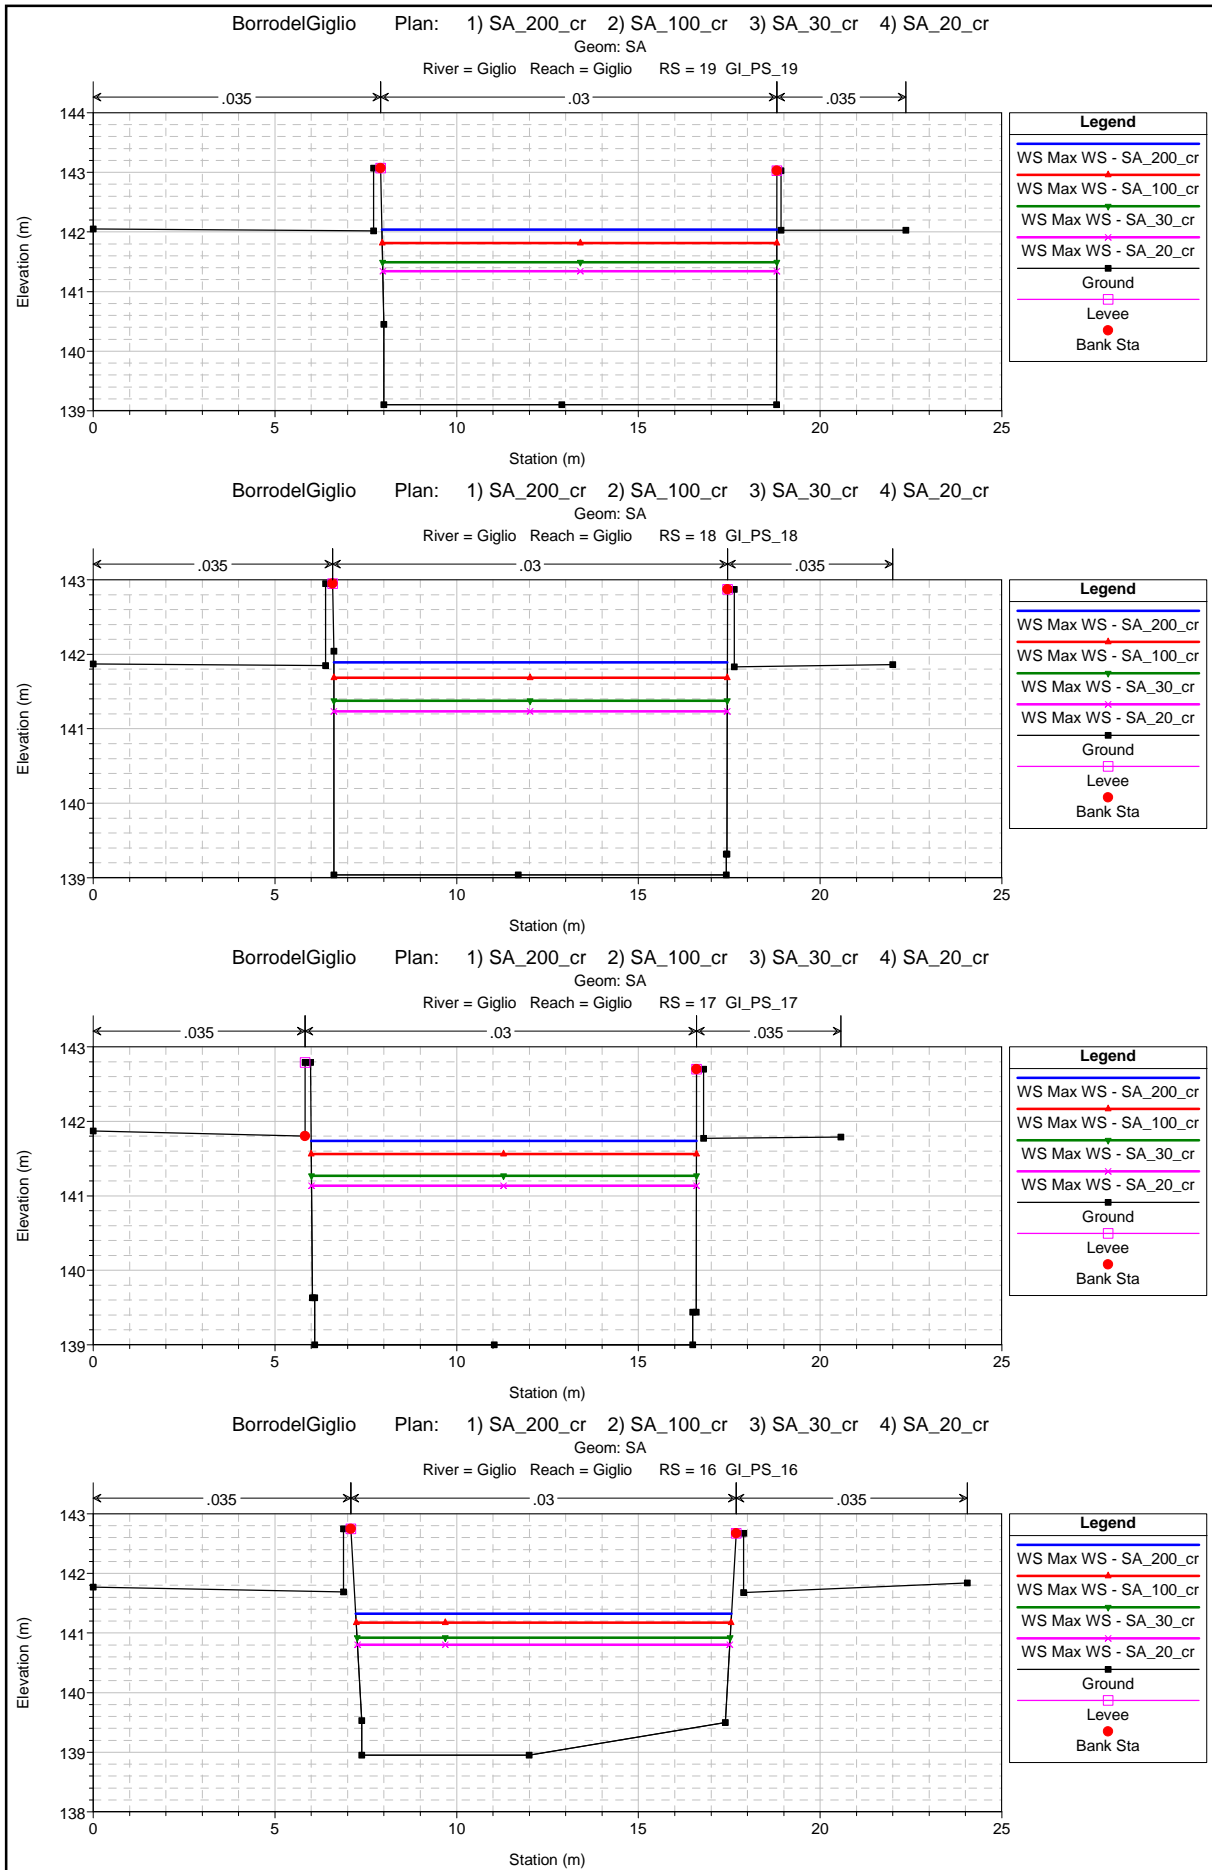 BorrodelGiglio Plan: 1) SA_200_cr 2) SA_100_cr 3) SA_30_cr 4) SA_20_cr
Geom: SA
River = Giglio Reach = Giglio RS = 19 GI_PS_19
.035 .03 .035
144
143
142
141
140
139
0 5 10 15 20 25
Station (m)
Elevation (m)
Legend
WS Max WS - SA_200_cr
WS Max WS - SA_100_cr
WS Max WS - SA_30_cr
WS Max WS - SA_20_cr
Ground
Levee
Bank Sta
BorrodelGiglio Plan: 1) SA_200_cr 2) SA_100_cr 3) SA_30_cr 4) SA_20_cr
Geom: SA
River = Giglio Reach = Giglio RS = 18 GI_PS_18
.035 .03 .035
143
142
141
140
139
0 5 10 15 20 25
Station (m)
Elevation (m)
Legend
WS Max WS - SA_200_cr
WS Max WS - SA_100_cr
WS Max WS - SA_30_cr
WS Max WS - SA_20_cr
Ground
Levee
Bank Sta
BorrodelGiglio Plan: 1) SA_200_cr 2) SA_100_cr 3) SA_30_cr 4) SA_20_cr
Geom: SA
River = Giglio Reach = Giglio RS = 17 GI_PS_17
.035 .03 .035
143
142
141
140
139
0 5 10 15 20 25
Station (m)
Elevation (m)
Legend
WS Max WS - SA_200_cr
WS Max WS - SA_100_cr
WS Max WS - SA_30_cr
WS Max WS - SA_20_cr
Ground
Levee
Bank Sta
BorrodelGiglio Plan: 1) SA_200_cr 2) SA_100_cr 3) SA_30_cr 4) SA_20_cr
Geom: SA
River = Giglio Reach = Giglio RS = 16 GI_PS_16
.035 .03 .035
143
142
141
140
139
138
0 5 10 15 20 25
Station (m)
Elevation (m)
Legend
WS Max WS - SA_200_cr
WS Max WS - SA_100_cr
WS Max WS - SA_30_cr
WS Max WS - SA_20_cr
Ground
Levee
Bank Sta